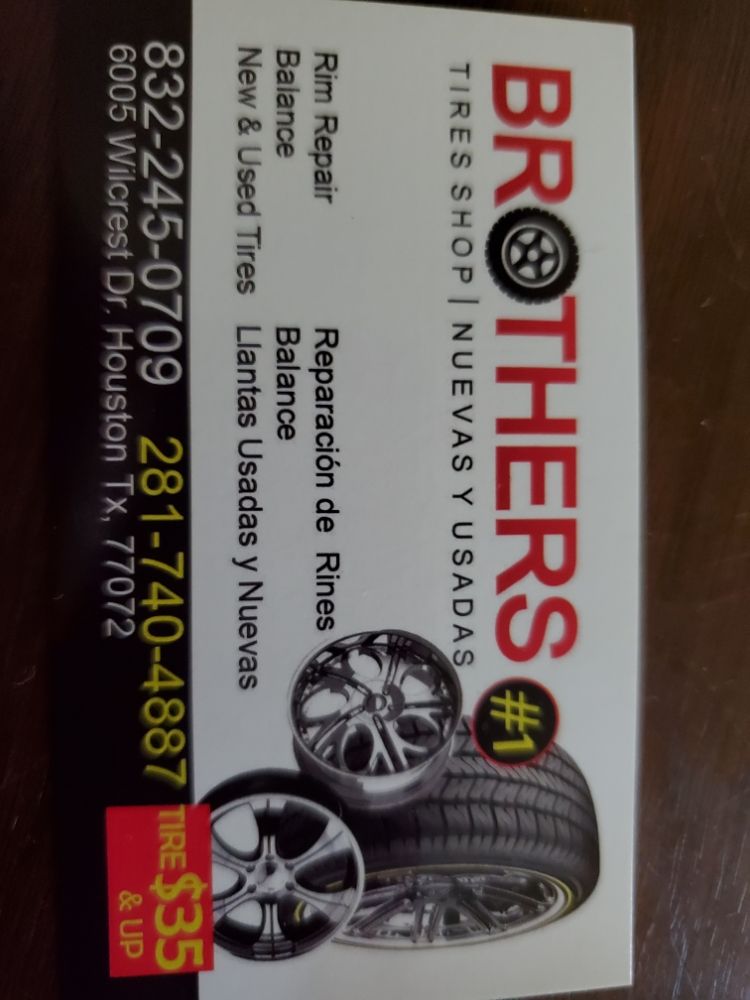 BROTHERS #1
TIRES SHOP | NUEVAS Y USADAS
Rim Repair
Balance
New & Used Tires
Reparación de Rines
Balance
Llantas Usadas y Nuevas
832-245-0709 281-740-4887
6005 Wilcrest Dr. Houston Tx, 77072
TIRE $35
& UP